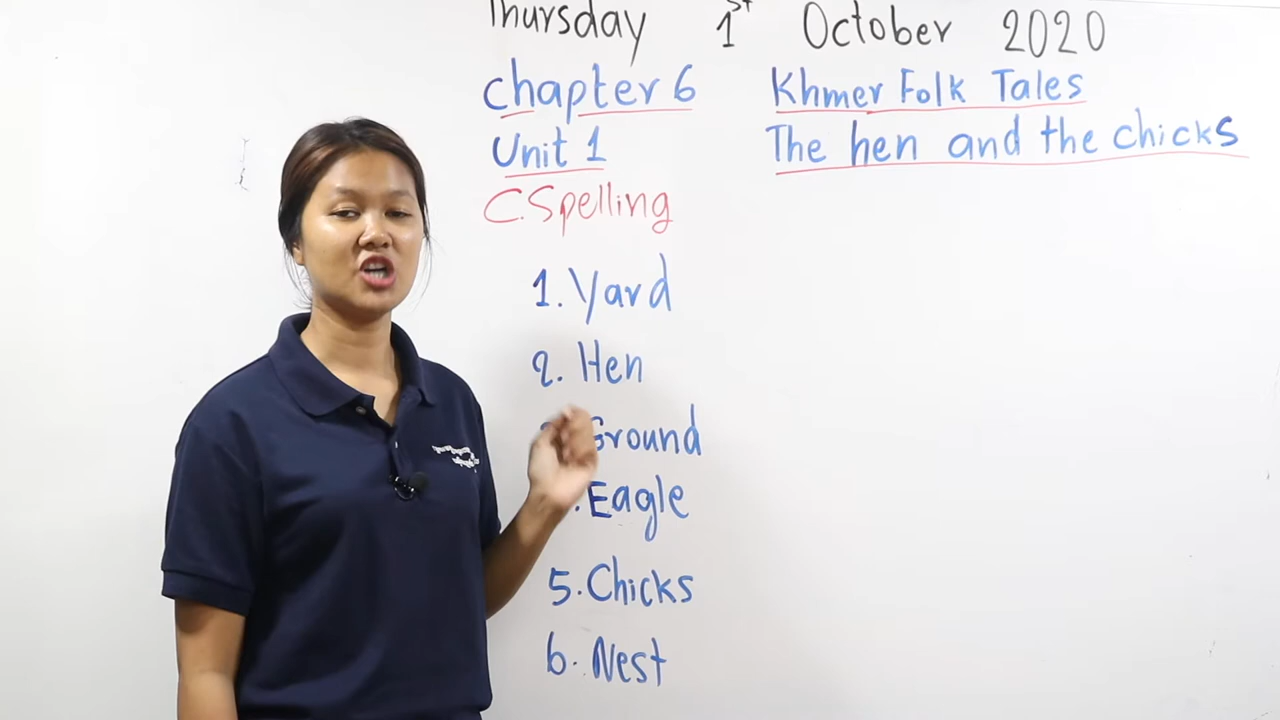 Thursday 1st October 2020
Chapter 6 Khmer Folk Tales
Unit 1 The hen and the chicks
C. Spelling
1. Yard
2. Hen
Ground
. Eagle
5. Chicks
6. Nest